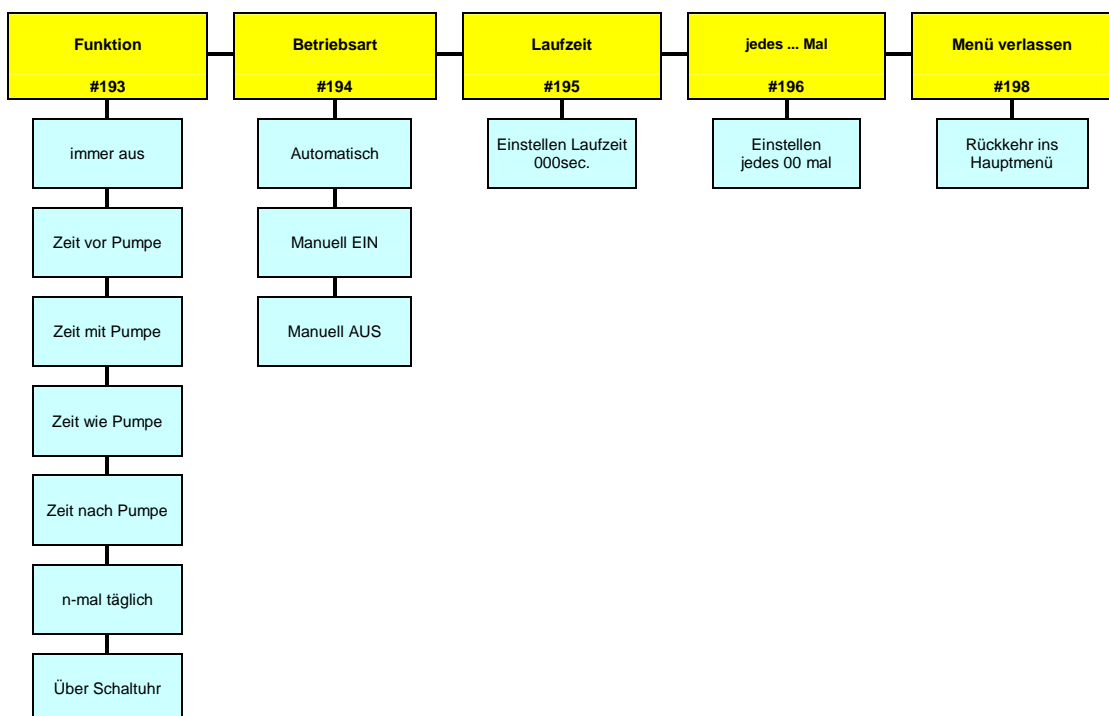 Funktion
#193
Betriebsart
#194
Laufzeit
#195
jedes ... Mal
#196
Menü verlassen
#198
immer aus
Zeit vor Pumpe
Zeit mit Pumpe
Zeit wie Pumpe
Zeit nach Pumpe
n-mal täglich
Über Schaltuhr
Automatisch
Manuell EIN
Manuell AUS
Einstellen Laufzeit
000sec.
Einstellen
jedes 00 mal
Rückkehr ins
Hauptmenü